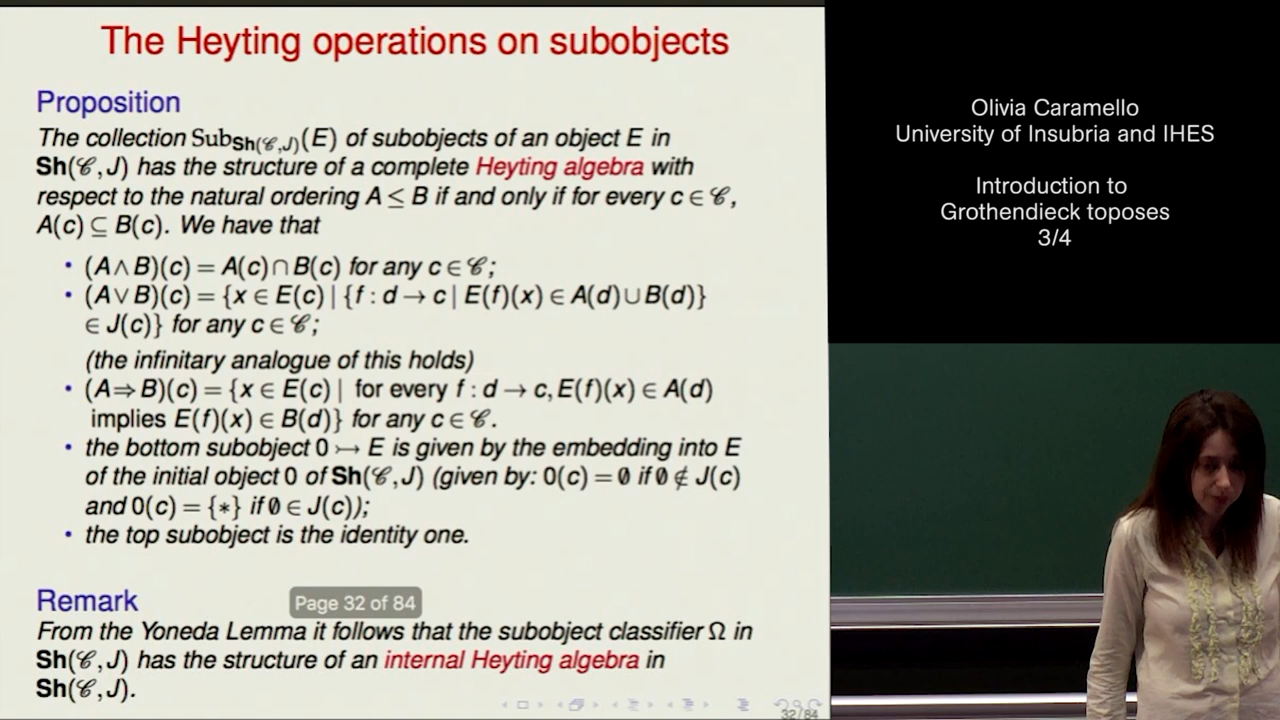 The Heyting operations on subobjects
Proposition
The collection Sub_Sh(𝒞,J)(E) of subobjects of an object E in
Sh(𝒞,J) has the structure of a complete Heyting algebra with
respect to the natural ordering A ≤ B if and only if for every c ∈ 𝒞,
A(c) ⊆ B(c). We have that
• (A∧B)(c) = A(c)∩B(c) for any c ∈ 𝒞;
• (A∨B)(c) = {x ∈ E(c) | {f : d → c | E(f)(x) ∈ A(d)∪B(d)}
∈ J(c)} for any c ∈ 𝒞;
(the infinitary analogue of this holds)
• (A⇒B)(c) = {x ∈ E(c) | for every f : d → c, E(f)(x) ∈ A(d)
implies E(f)(x) ∈ B(d)} for any c ∈ 𝒞.
• the bottom subobject 0 ↣ E is given by the embedding into E
of the initial object 0 of Sh(𝒞,J) (given by: 0(c) = ∅ if ∅ ∉ J(c)
and 0(c) = {∗} if ∅ ∈ J(c));
• the top subobject is the identity one.
Remark
Page 32 of 84
From the Yoneda Lemma it follows that the subobject classifier Ω in
Sh(𝒞,J) has the structure of an internal Heyting algebra in
Sh(𝒞,J).
32/84
Olivia Caramello
University of Insubria and IHES
Introduction to
Grothendieck toposes
3/4